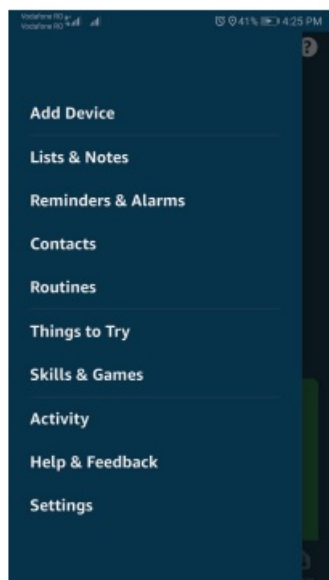 Vodafone RO
Vodafone RO
41% 4:25 PM
?
Add Device
Lists & Notes
Reminders & Alarms
Contacts
Routines
Things to Try
Skills & Games
Activity
Help & Feedback
Settings